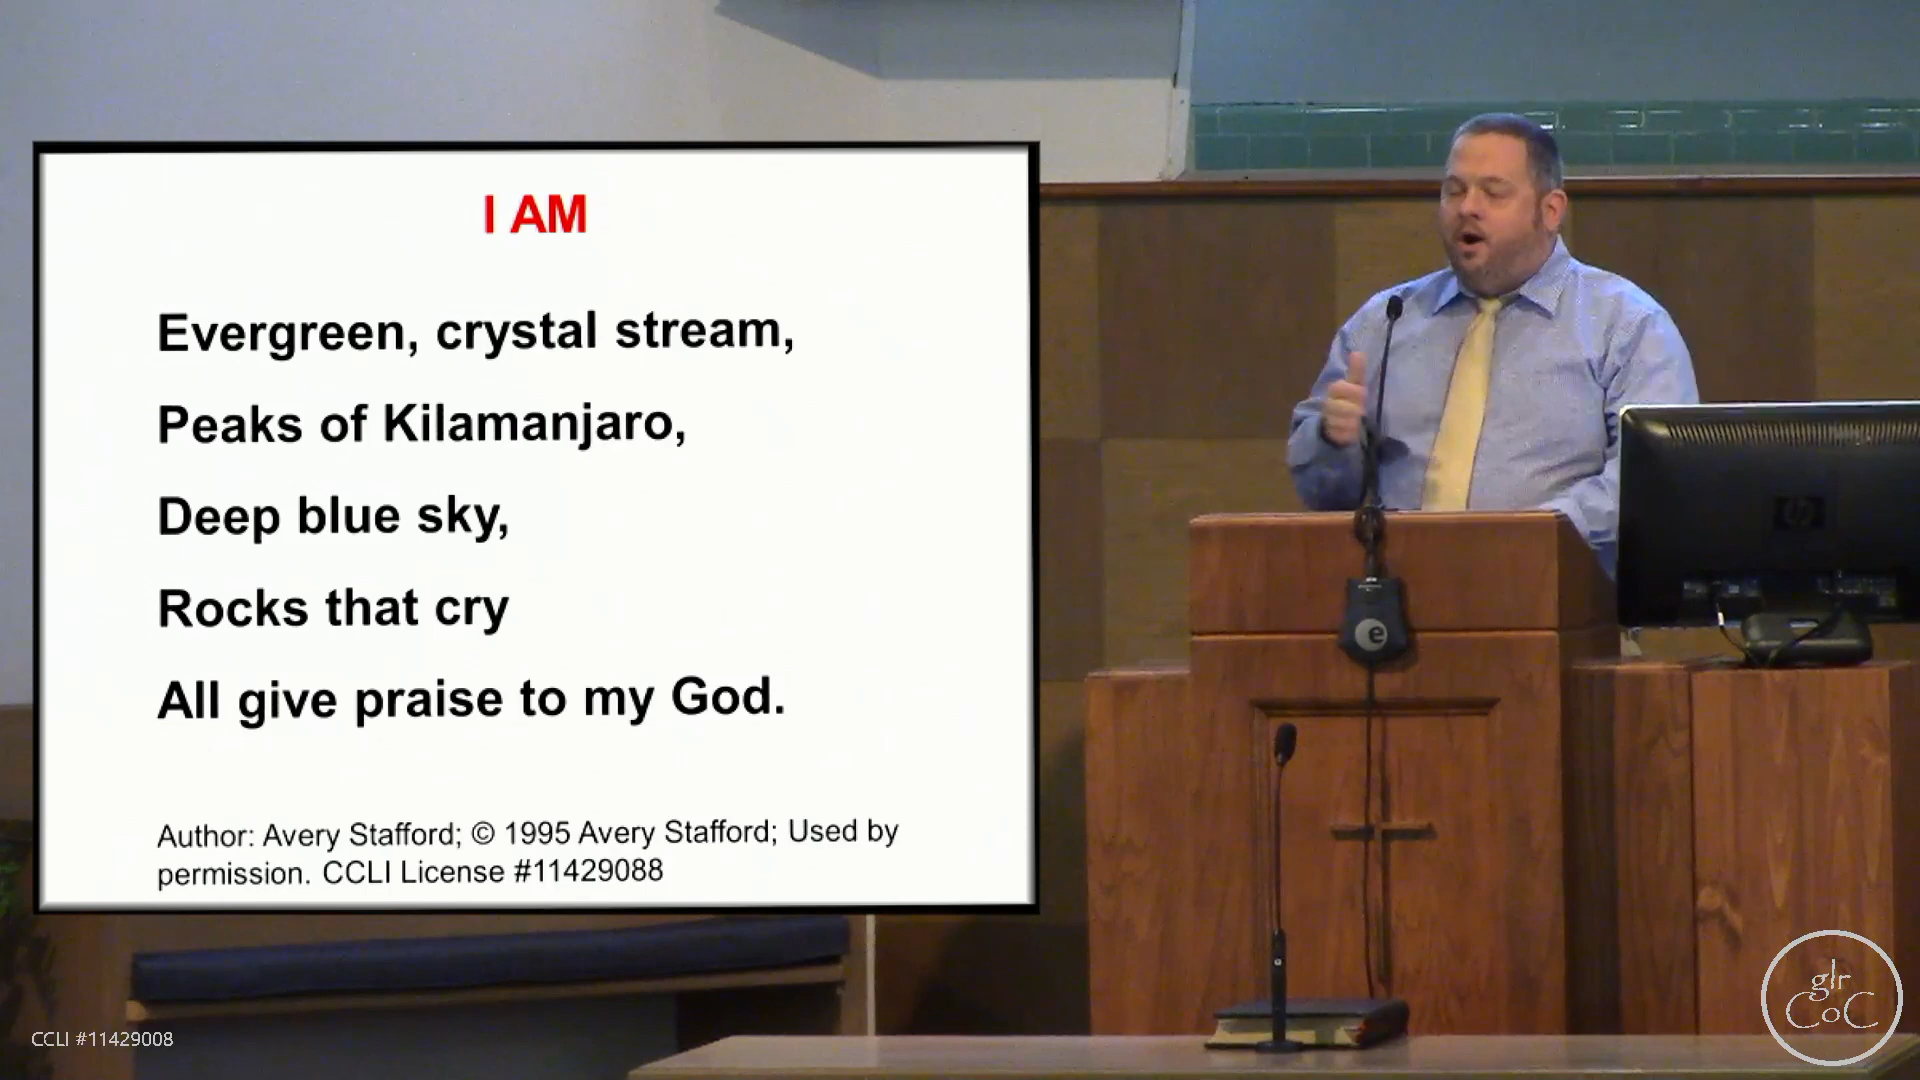 I AM
Evergreen, crystal stream,
Peaks of Kilamanjaro,
Deep blue sky,
Rocks that cry
All give praise to my God.
Author: Avery Stafford; © 1995 Avery Stafford; Used by
permission. CCLI License #11429088
e
hp
CCLI #11429008
glr
CoC